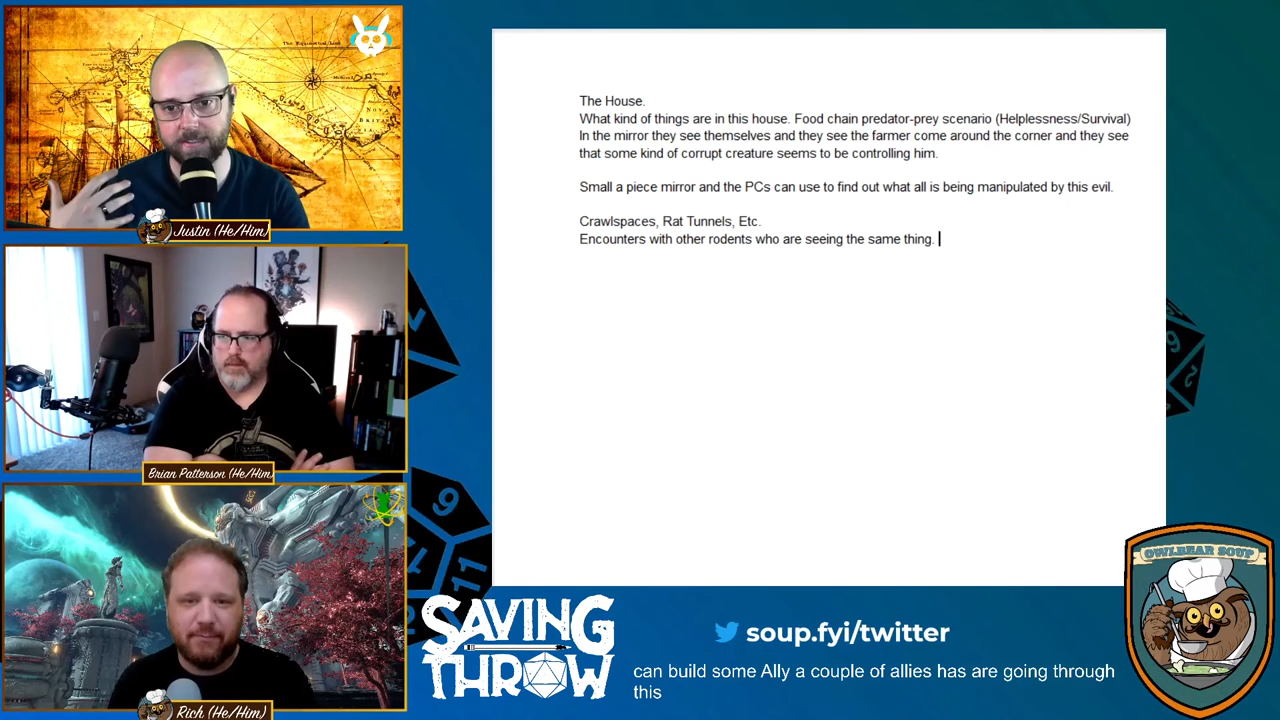 Justin (He/Him)
Brian Patterson (He/Him)
Rich (He/Him)
The House.
What kind of things are in this house. Food chain predator-prey scenario (Helplessness/Survival)
In the mirror they see themselves and they see the farmer come around the corner and they see
that some kind of corrupt creature seems to be controlling him.
Small a piece mirror and the PCs can use to find out what all is being manipulated by this evil.
Crawlspaces, Rat Tunnels, Etc.
Encounters with other rodents who are seeing the same thing.
9
11
SAVING
THROW
soup.fyi/twitter
can build some Ally a couple of allies has are going through
this
OWLBEAR SOUP